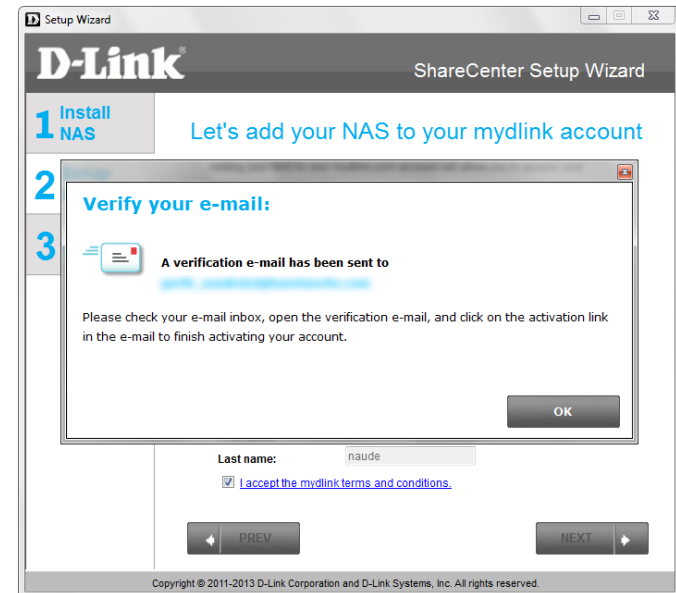 Setup Wizard
D-Link
ShareCenter Setup Wizard
1 Install
NAS
Let's add your NAS to your mydlink account
2
Verify your e-mail:
3
A verification e-mail has been sent to
Please check your e-mail inbox, open the verification e-mail, and click on the activation link
in the e-mail to finish activating your account.
OK
Last name: naude
I accept the mydlink terms and conditions.
PREV NEXT
Copyright © 2011-2013 D-Link Corporation and D-Link Systems, Inc. All rights reserved.